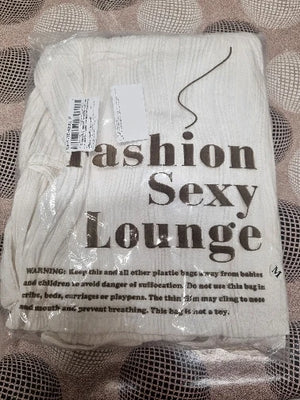 Fashion
Sexy
Lounge
M
WARNING: Keep this and all other plastic bags away from babies
and children to avoid danger of suffocation. Do not use this bag in
cribs, beds, carriages or playpens. The thin film may cling to nose
and mouth and prevent breathing. This bag is not a toy.